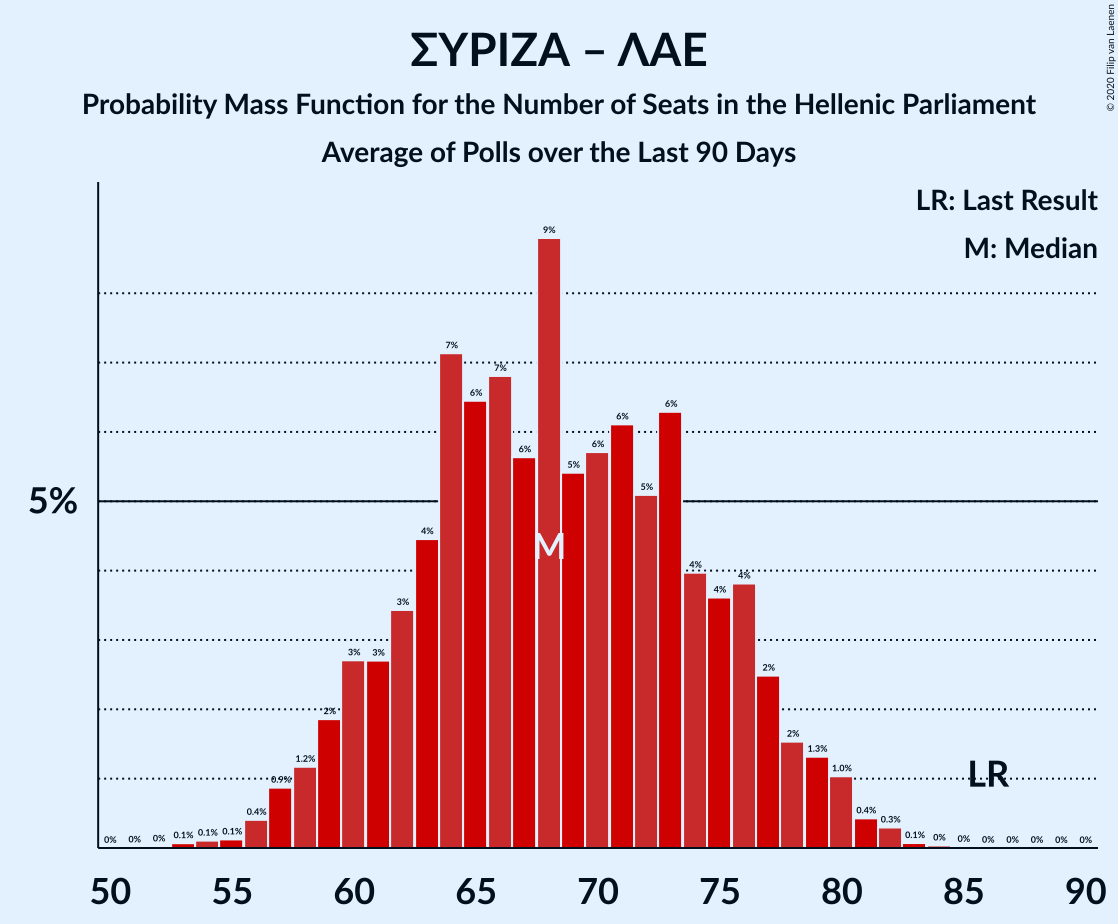 ΣΥΡΙΖΑ – ΛΑΕ
Probability Mass Function for the Number of Seats in the Hellenic Parliament
Average of Polls over the Last 90 Days
© 2020 Filip van Laenen
LR: Last Result
M: Median
5%
0% 0% 0% 0.1% 0.1% 0.1% 0.4% 0.9% 1.2% 2% 3% 3% 3% 4% 7% 6% 7% 6% 9% 5% 6% 6% 5% 6% 4% 4% 4% 2% 2% 1.3% 1.0% 0.4% 0.3% 0.1% 0% 0% 0% 0% 0% 0% 0%
M
LR
50 55 60 65 70 75 80 85 90